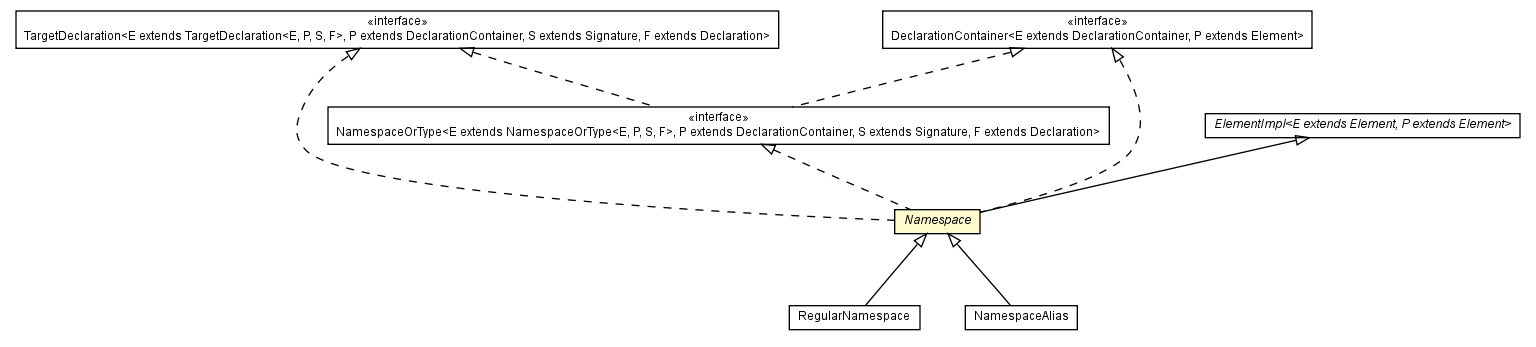 «interface»
TargetDeclaration<E extends TargetDeclaration<E, P, S, F>, P extends DeclarationContainer, S extends Signature, F extends Declaration>
«interface»
DeclarationContainer<E extends DeclarationContainer, P extends Element>
«interface»
NamespaceOrType<E extends NamespaceOrType<E, P, S, F>, P extends DeclarationContainer, S extends Signature, F extends Declaration>
ElementImpl<E extends Element, P extends Element>
Namespace
RegularNamespace
NamespaceAlias